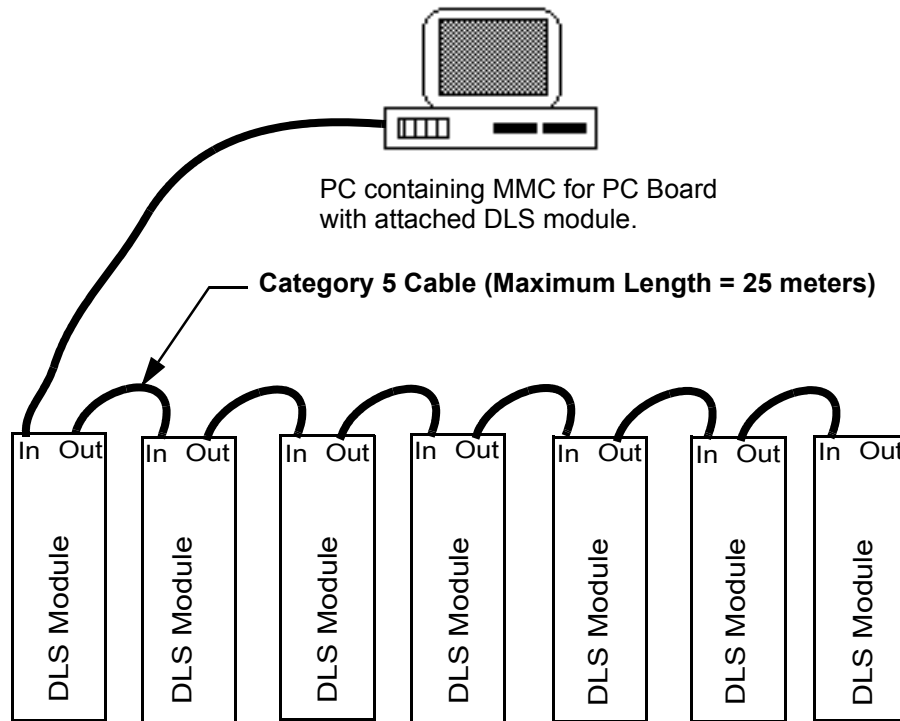 PC containing MMC for PC Board
with attached DLS module.
Category 5 Cable (Maximum Length = 25 meters)
In Out In Out In Out In Out In Out In Out In Out
DLS Module
DLS Module
DLS Module
DLS Module
DLS Module
DLS Module
DLS Module